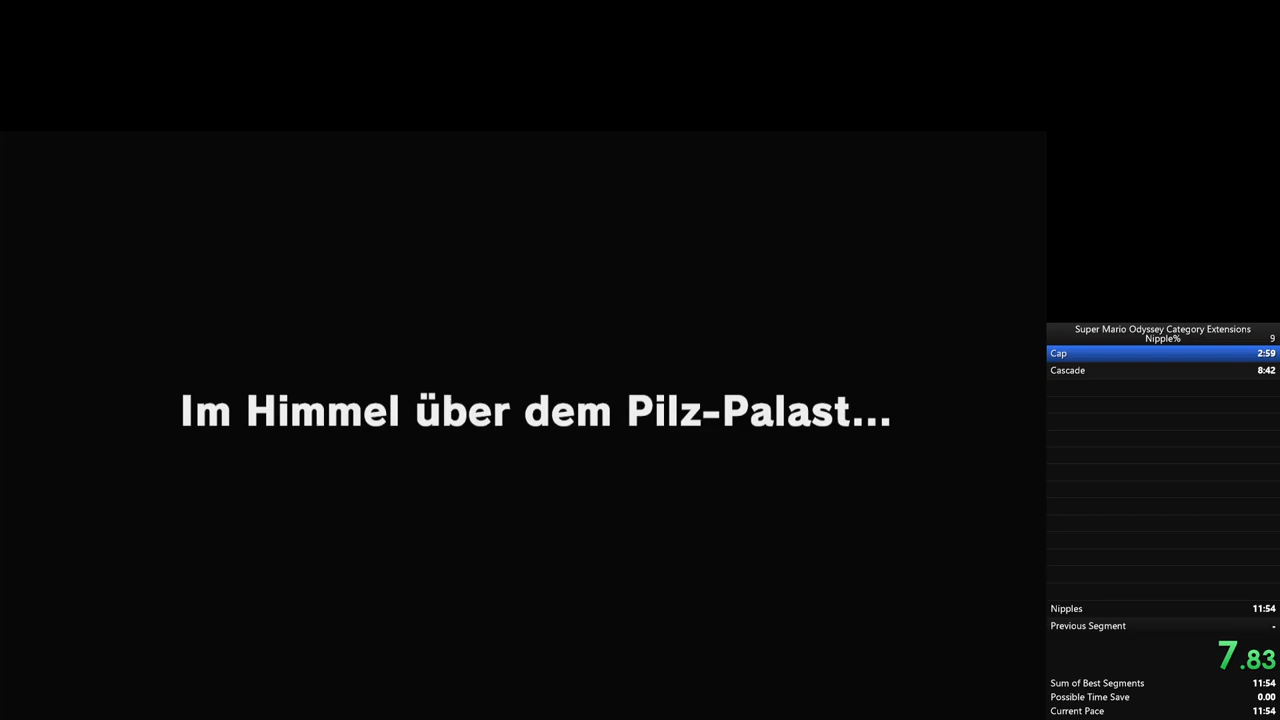 Im Himmel über dem Pilz-Palast...
Super Mario Odyssey Category Extensions
Nipple% 9
Cap 2:59
Cascade 8:42
Nipples 11:54
Previous Segment -
7.83
Sum of Best Segments 11:54
Possible Time Save 0.00
Current Pace 11:54